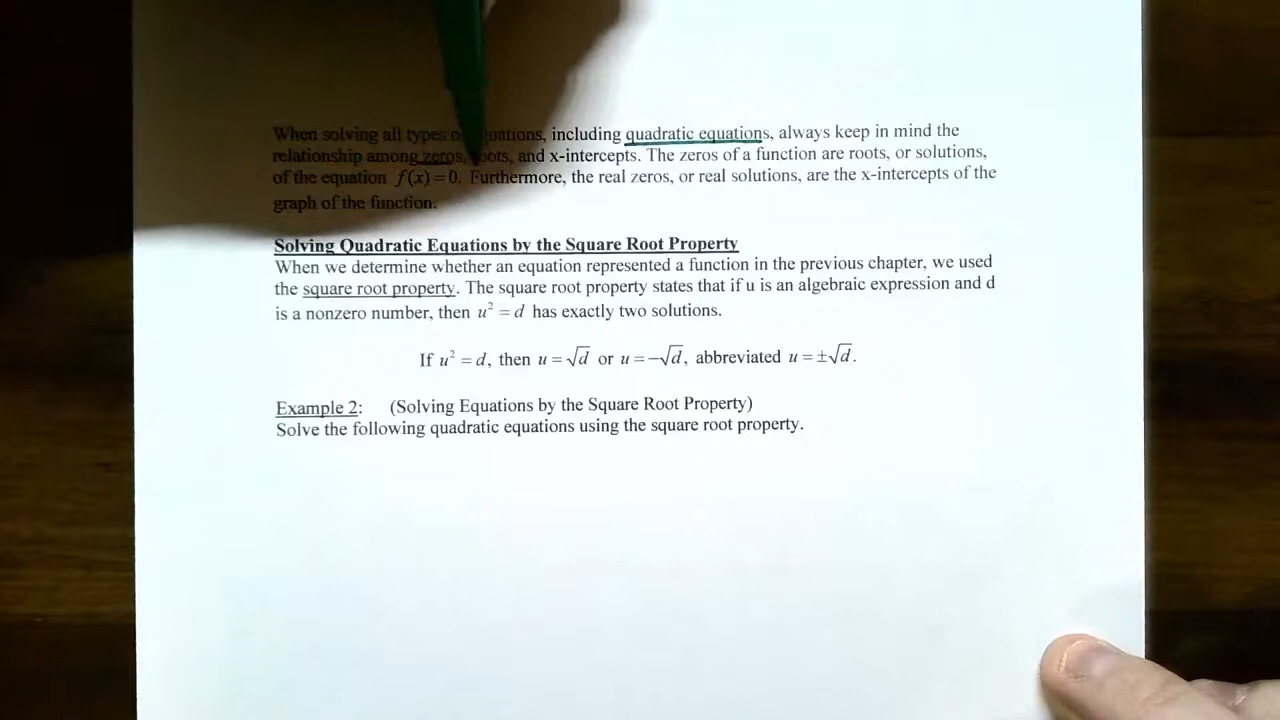 When solving all types uations, including quadratic equations, always keep in mind the
relationship among zeros, oots, and x-intercepts. The zeros of a function are roots, or solutions,
of the equation f(x) = 0. Furthermore, the real zeros, or real solutions, are the x-intercepts of the
graph of the function.
Solving Quadratic Equations by the Square Root Property
When we determine whether an equation represented a function in the previous chapter, we used
the square root property. The square root property states that if u is an algebraic expression and d
is a nonzero number, then u² = d has exactly two solutions.
If u² = d, then u = √d or u = −√d, abbreviated u = ±√d.
Example 2: (Solving Equations by the Square Root Property)
Solve the following quadratic equations using the square root property.